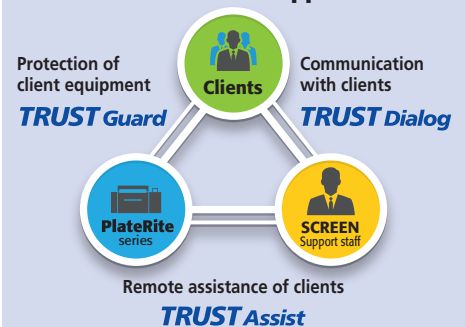 Protection of
client equipment
TRUST Guard
Clients
Communication
with clients
TRUST Dialog
PlateRite
series
SCREEN
Support staff
Remote assistance of clients
TRUST Assist